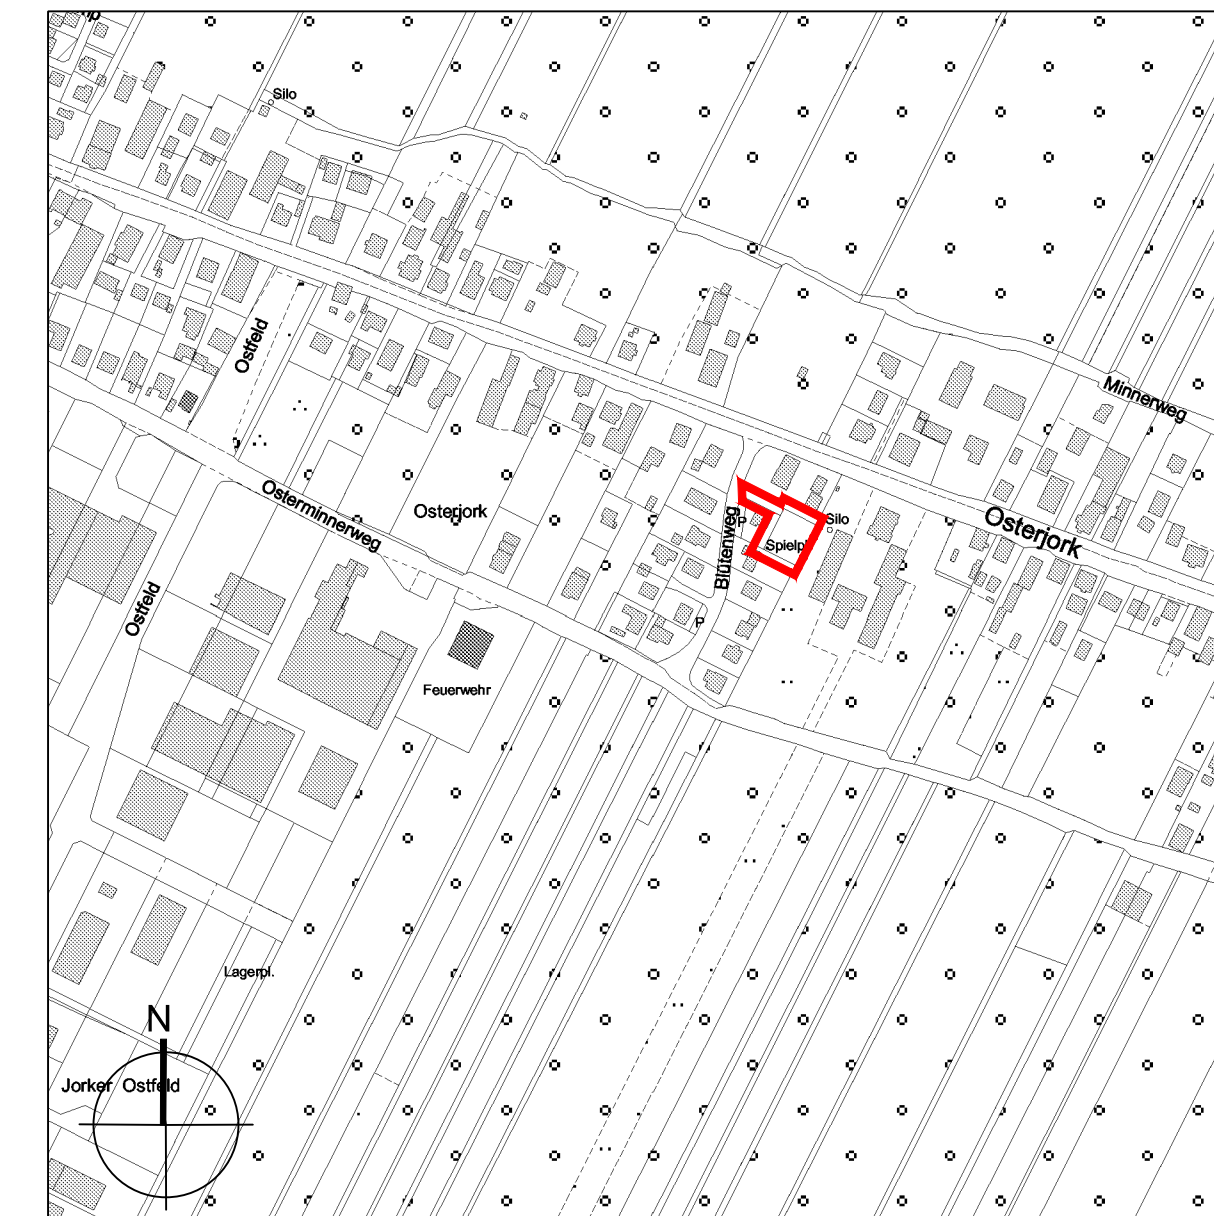 Silo
Ostfeld
Minnerweg
Osterminnerweg
Osterjork
Osterjork
Silo
P
Spielpl
Blütenweg
Ostfeld
P
Feuerwehr
Lagerpl.
N
Jorker Ostfeld